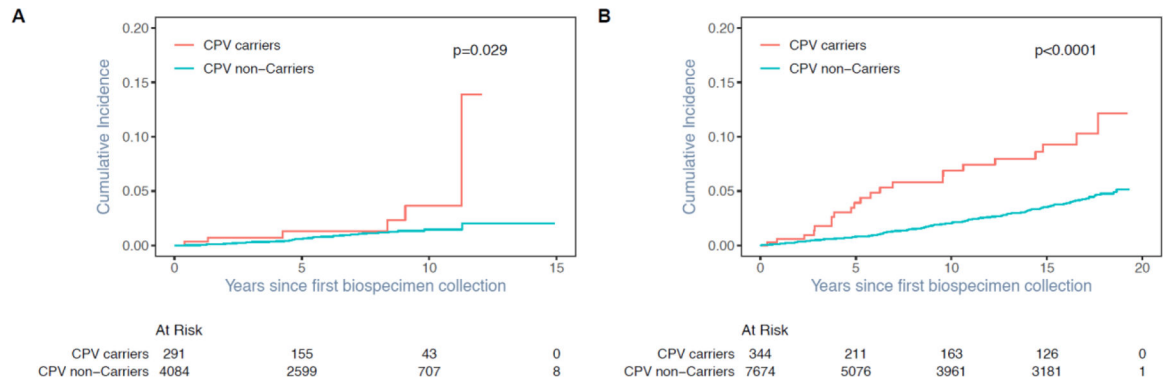 A
0.20
0.15
0.10
0.05
0.00
Cumulative Incidence
CPV carriers
CPV non−Carriers
p=0.029
0 5 10 15
Years since first biospecimen collection
At Risk
CPV carriers 291 155 43 0
CPV non−Carriers 4084 2599 707 8
B
0.20
0.15
0.10
0.05
0.00
Cumulative Incidence
CPV carriers
CPV non−Carriers
p<0.0001
0 5 10 15 20
Years since first biospecimen collection
At Risk
CPV carriers 344 211 163 126 0
CPV non−Carriers 7674 5076 3961 3181 1